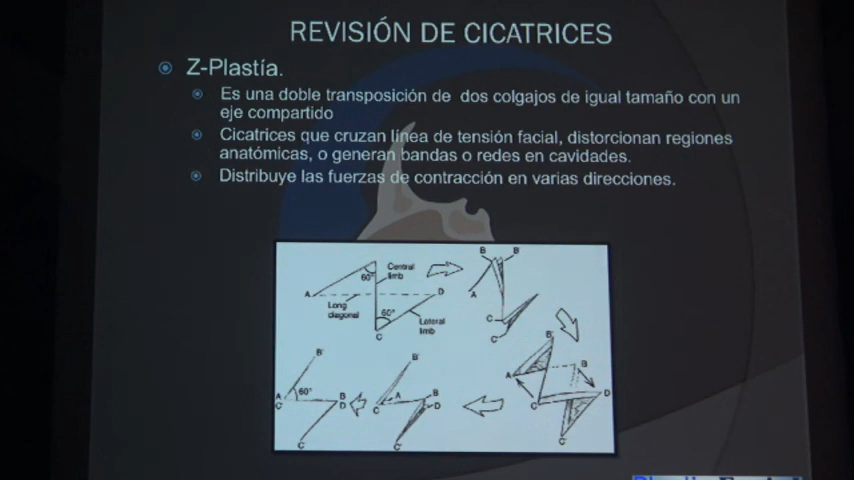 REVISIÓN DE CICATRICES
Z-Plastía.
Es una doble transposición de dos colgajos de igual tamaño con un
eje compartido
Cicatrices que cruzan línea de tensión facial, distorcionan regiones
anatómicas, o generan bandas o redes en cavidades.
Distribuye las fuerzas de contracción en varias direcciones.
60°
Central
limb
A
D
Long
diagonal
60°
Lateral
limb
C
B
B'
A
C
C'
B'
A
B
D
C
C'
B'
A
C'
60°
B
D
C
B'
A
B
C
D
C'